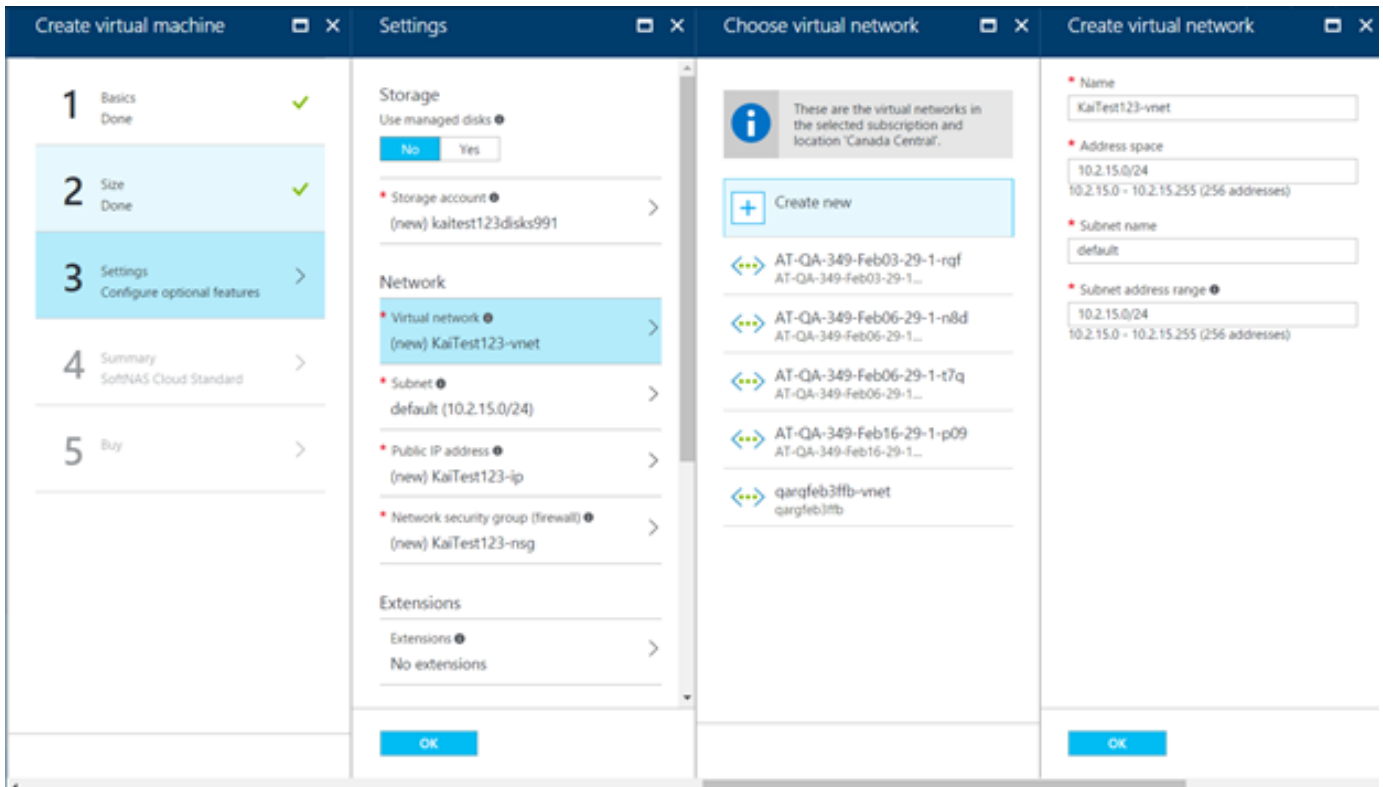 Create virtual machine
1
Basics
Done
2
Size
Done
3
Settings
Configure optional features
4
Summary
SoftNAS Cloud Standard
5
Buy
Settings
Storage
Use managed disks
No
Yes
* Storage account
(new) kaitest123disks991
Network
* Virtual network
(new) KaiTest123-vnet
* Subnet
default (10.2.15.0/24)
* Public IP address
(new) KaiTest123-ip
* Network security group (firewall)
(new) KaiTest123-nsg
Extensions
Extensions
No extensions
OK
Choose virtual network
These are the virtual networks in
the selected subscription and
location 'Canada Central'.
Create new
AT-QA-349-Feb03-29-1-rqf
AT-QA-349-Feb03-29-1...
AT-QA-349-Feb06-29-1-n8d
AT-QA-349-Feb06-29-1...
AT-QA-349-Feb06-29-1-t7q
AT-QA-349-Feb06-29-1...
AT-QA-349-Feb16-29-1-p09
AT-QA-349-Feb16-29-1...
qarqfeb3ffb-vnet
qargfeb3ffb
Create virtual network
* Name
KaiTest123-vnet
* Address space
10.2.15.0/24
10.2.15.0 - 10.2.15.255 (256 addresses)
* Subnet name
default
* Subnet address range
10.2.15.0/24
10.2.15.0 - 10.2.15.255 (256 addresses)
OK